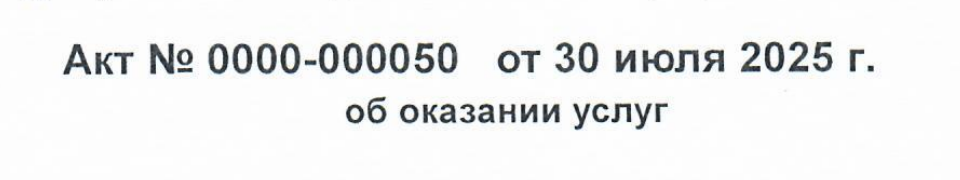 Акт № 0000-000050 от 30 июля 2025 г.
об оказании услуг